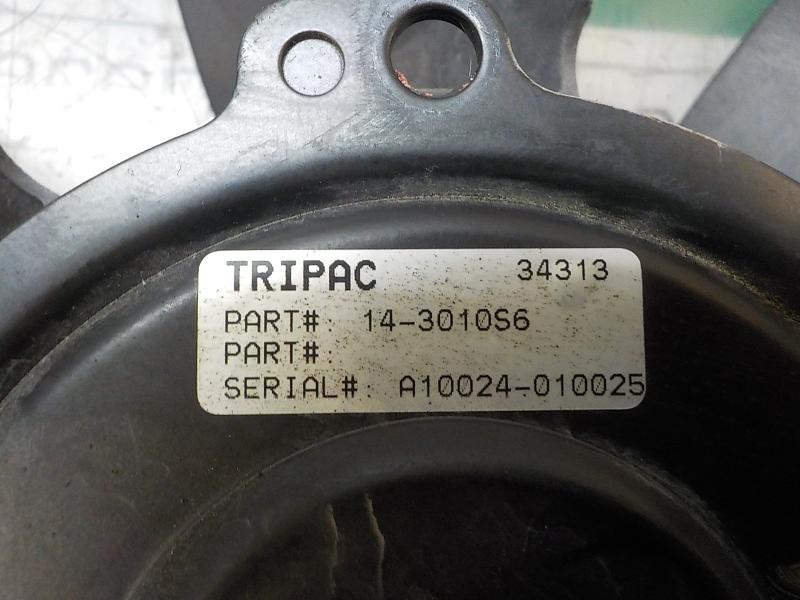 TRIPAC 34313
PART#: 14-3010S6
PART#:
SERIAL#: A10024-010025